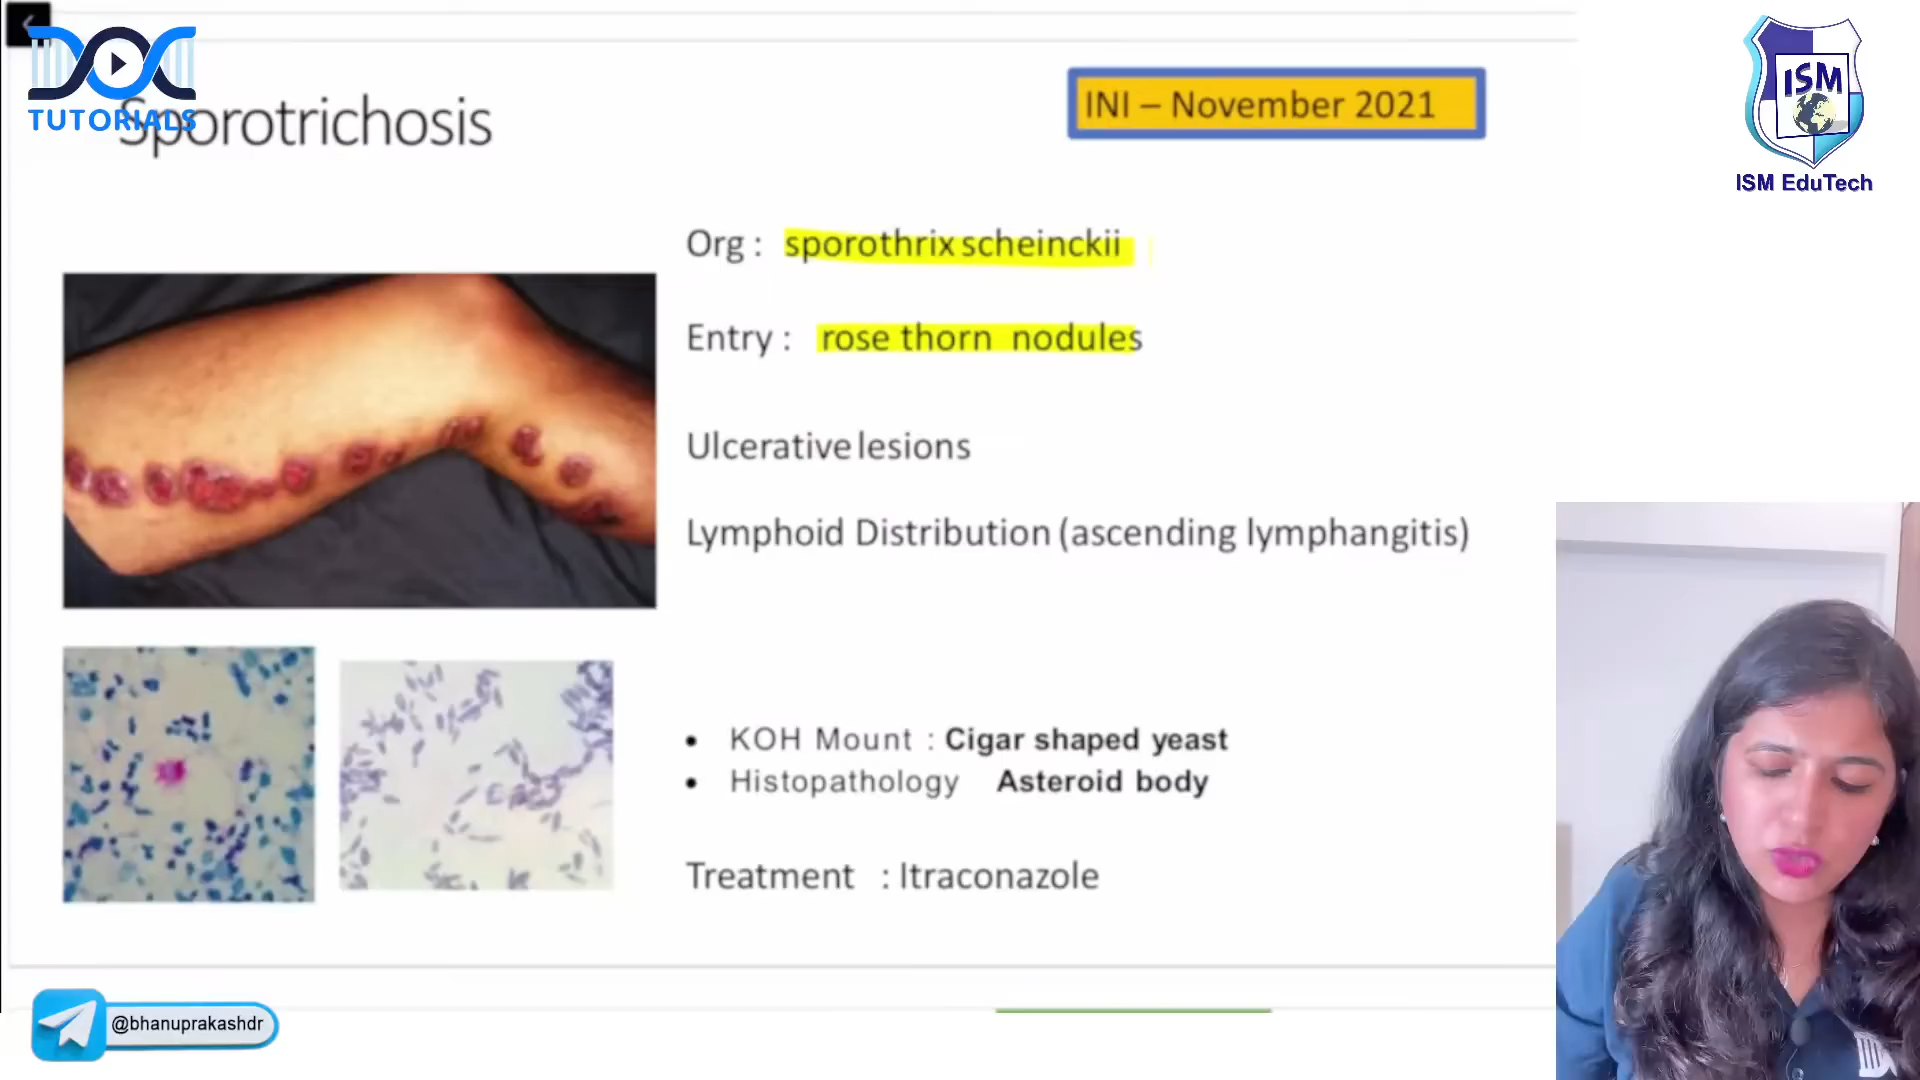 DOC
TUTORIALS
Sporotrichosis
INI – November 2021
ISM
ISM EduTech
Org : sporothrix scheinckii
Entry : rose thorn nodules
Ulcerative lesions
Lymphoid Distribution (ascending lymphangitis)
• KOH Mount : Cigar shaped yeast
• Histopathology Asteroid body
Treatment : Itraconazole
@bhanuprakashdr